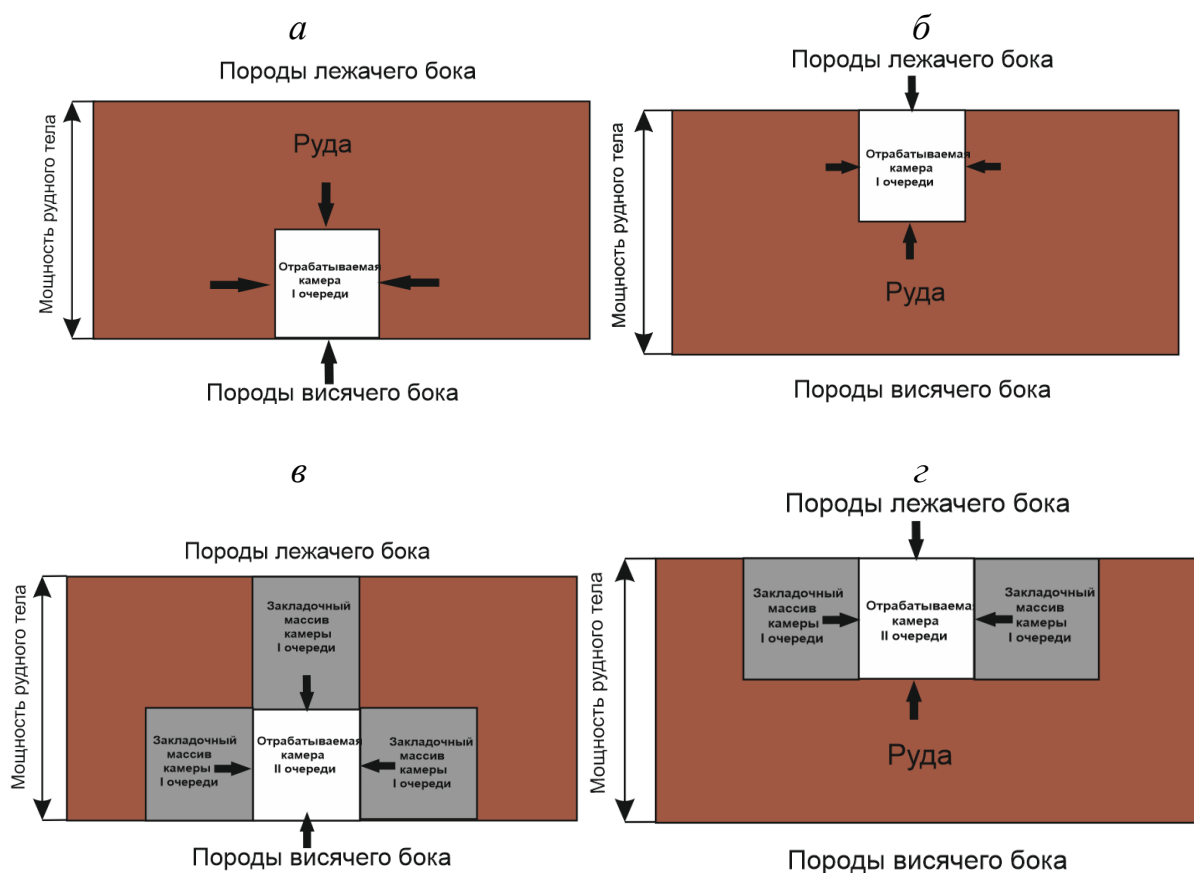 а
Породы лежачего бока
Мощность рудного тела
Руда
Отрабатываемая
камера
I очереди
Породы висячего бока
б
Породы лежачего бока
Мощность рудного тела
Отрабатываемая
камера
I очереди
Руда
Породы висячего бока
в
Породы лежачего бока
Мощность рудного тела
Закладочный
массив
камеры
I очереди
Закладочный
массив
камеры
I очереди
Отрабатываемая
камера
II очереди
Закладочный
массив
камеры
I очереди
Породы висячего бока
г
Породы лежачего бока
Мощность рудного тела
Закладочный
массив
камеры
I очереди
Отрабатываемая
камера
II очереди
Закладочный
массив
камеры
I очереди
Руда
Породы висячего бока